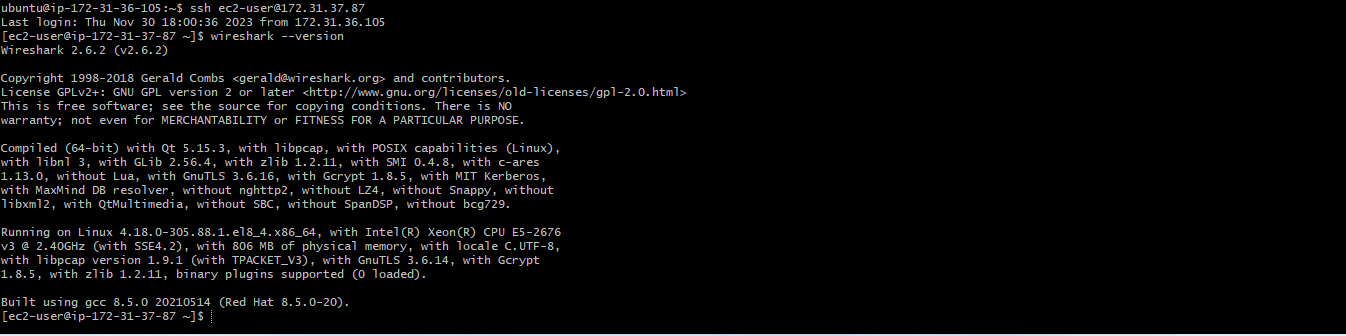 ubuntu@ip-172-31-36-105:~$ ssh ec2-user@172.31.37.87
Last login: Thu Nov 30 18:00:36 2023 from 172.31.36.105
[ec2-user@ip-172-31-37-87 ~]$ wireshark --version
Wireshark 2.6.2 (v2.6.2)
Copyright 1998-2018 Gerald Combs <gerald@wireshark.org> and contributors.
License GPLv2+: GNU GPL version 2 or later <http://www.gnu.org/licenses/old-licenses/gpl-2.0.html>
This is free software; see the source for copying conditions. There is NO
warranty; not even for MERCHANTABILITY or FITNESS FOR A PARTICULAR PURPOSE.
Compiled (64-bit) with Qt 5.15.3, with libpcap, with POSIX capabilities (Linux),
with libnl 3, with GLib 2.56.4, with zlib 1.2.11, with SMI 0.4.8, with c-ares
1.13.0, without Lua, with GnuTLS 3.6.16, with Gcrypt 1.8.5, with MIT Kerberos,
with MaxMind DB resolver, without nghttp2, without LZ4, without Snappy, without
libxml2, with QtMultimedia, without SBC, without SpanDSP, without bcg729.
Running on Linux 4.18.0-305.88.1.el8_4.x86_64, with Intel(R) Xeon(R) CPU E5-2676
v3 @ 2.40GHz (with SSE4.2), with 806 MB of physical memory, with locale C.UTF-8,
with libpcap version 1.9.1 (with TPACKET_V3), with GnuTLS 3.6.14, with Gcrypt
1.8.5, with zlib 1.2.11, binary plugins supported (0 loaded).
Built using gcc 8.5.0 20210514 (Red Hat 8.5.0-20).
[ec2-user@ip-172-31-37-87 ~]$